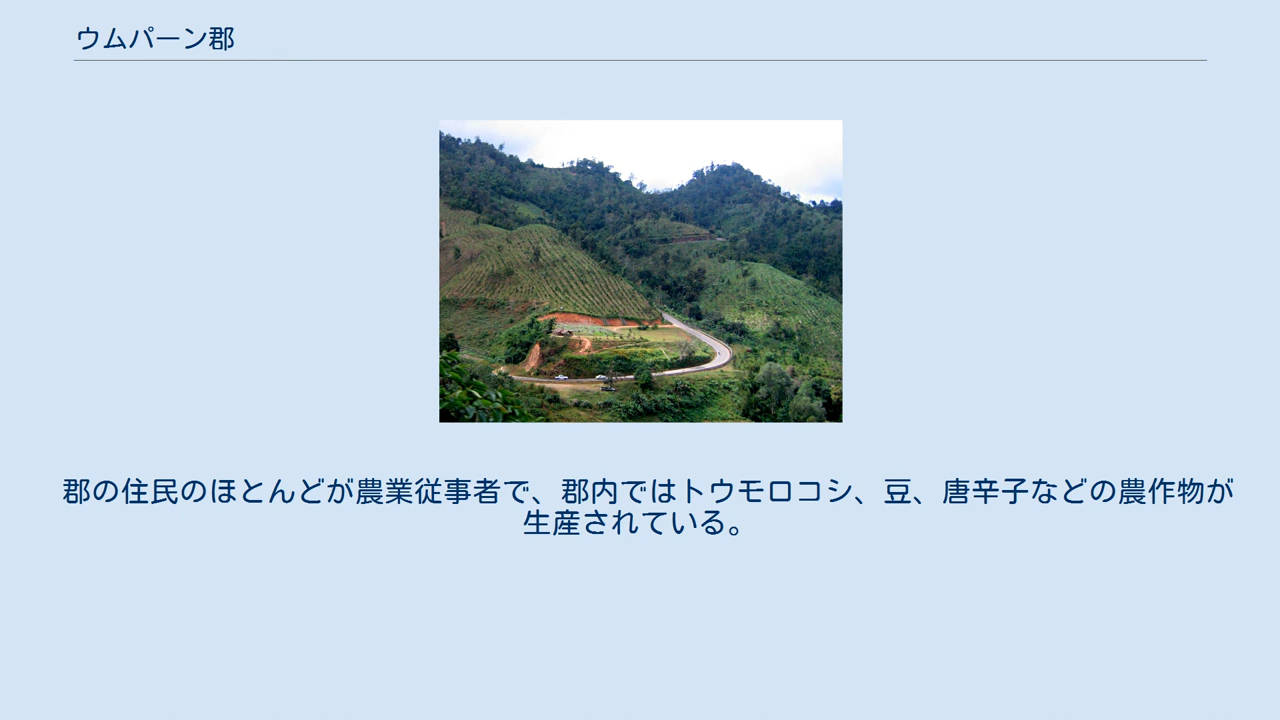 ウムパーン郡
郡の住民のほとんどが農業従事者で、郡内ではトウモロコシ、豆、唐辛子などの農作物が
生産されている。